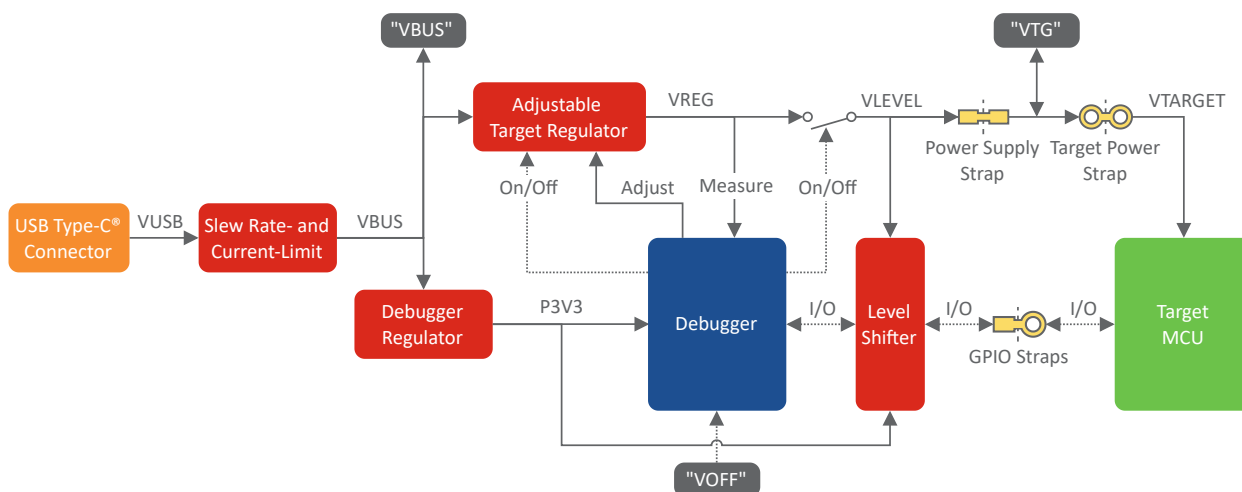 "VBUS"
"VTG"
Adjustable
Target Regulator
VREG
VLEVEL
VTARGET
Power Supply
Strap
Target Power
Strap
On/Off
Adjust
Measure
On/Off
USB Type-C®
Connector
VUSB
Slew Rate- and
Current-Limit
VBUS
Debugger
Regulator
P3V3
Debugger
I/O
Level
Shifter
I/O
GPIO Straps
I/O
Target
MCU
"VOFF"